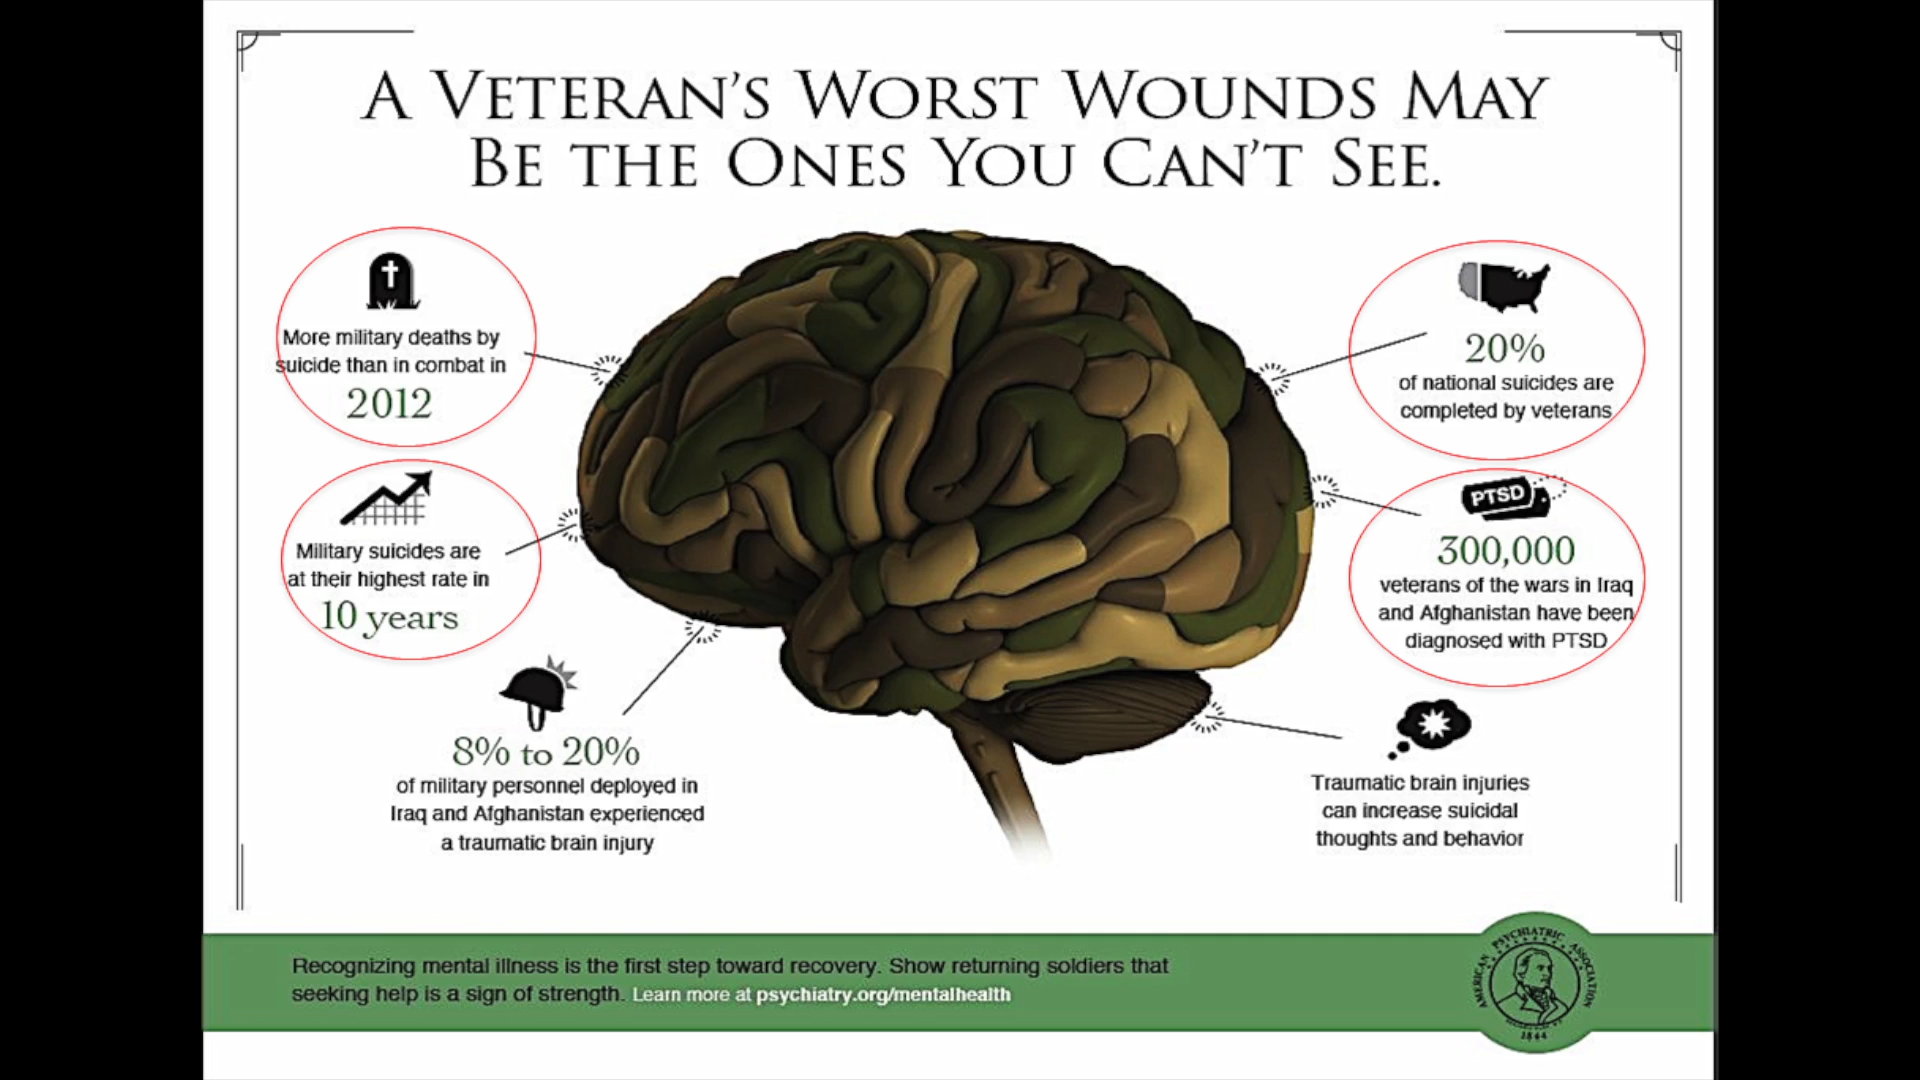 A VETERAN'S WORST WOUNDS MAY
BE THE ONES YOU CAN'T SEE.
More military deaths by
suicide than in combat in
2012
Military suicides are
at their highest rate in
10 years
8% to 20%
of military personnel deployed in
Iraq and Afghanistan experienced
a traumatic brain injury
20%
of national suicides are
completed by veterans
PTSD
300,000
veterans of the wars in Iraq
and Afghanistan have been
diagnosed with PTSD
Traumatic brain injuries
can increase suicidal
thoughts and behavior
Recognizing mental illness is the first step toward recovery. Show returning soldiers that
seeking help is a sign of strength. Learn more at psychiatry.org/mentalhealth
AMERICAN PSYCHIATRIC ASSOCIATION
1844